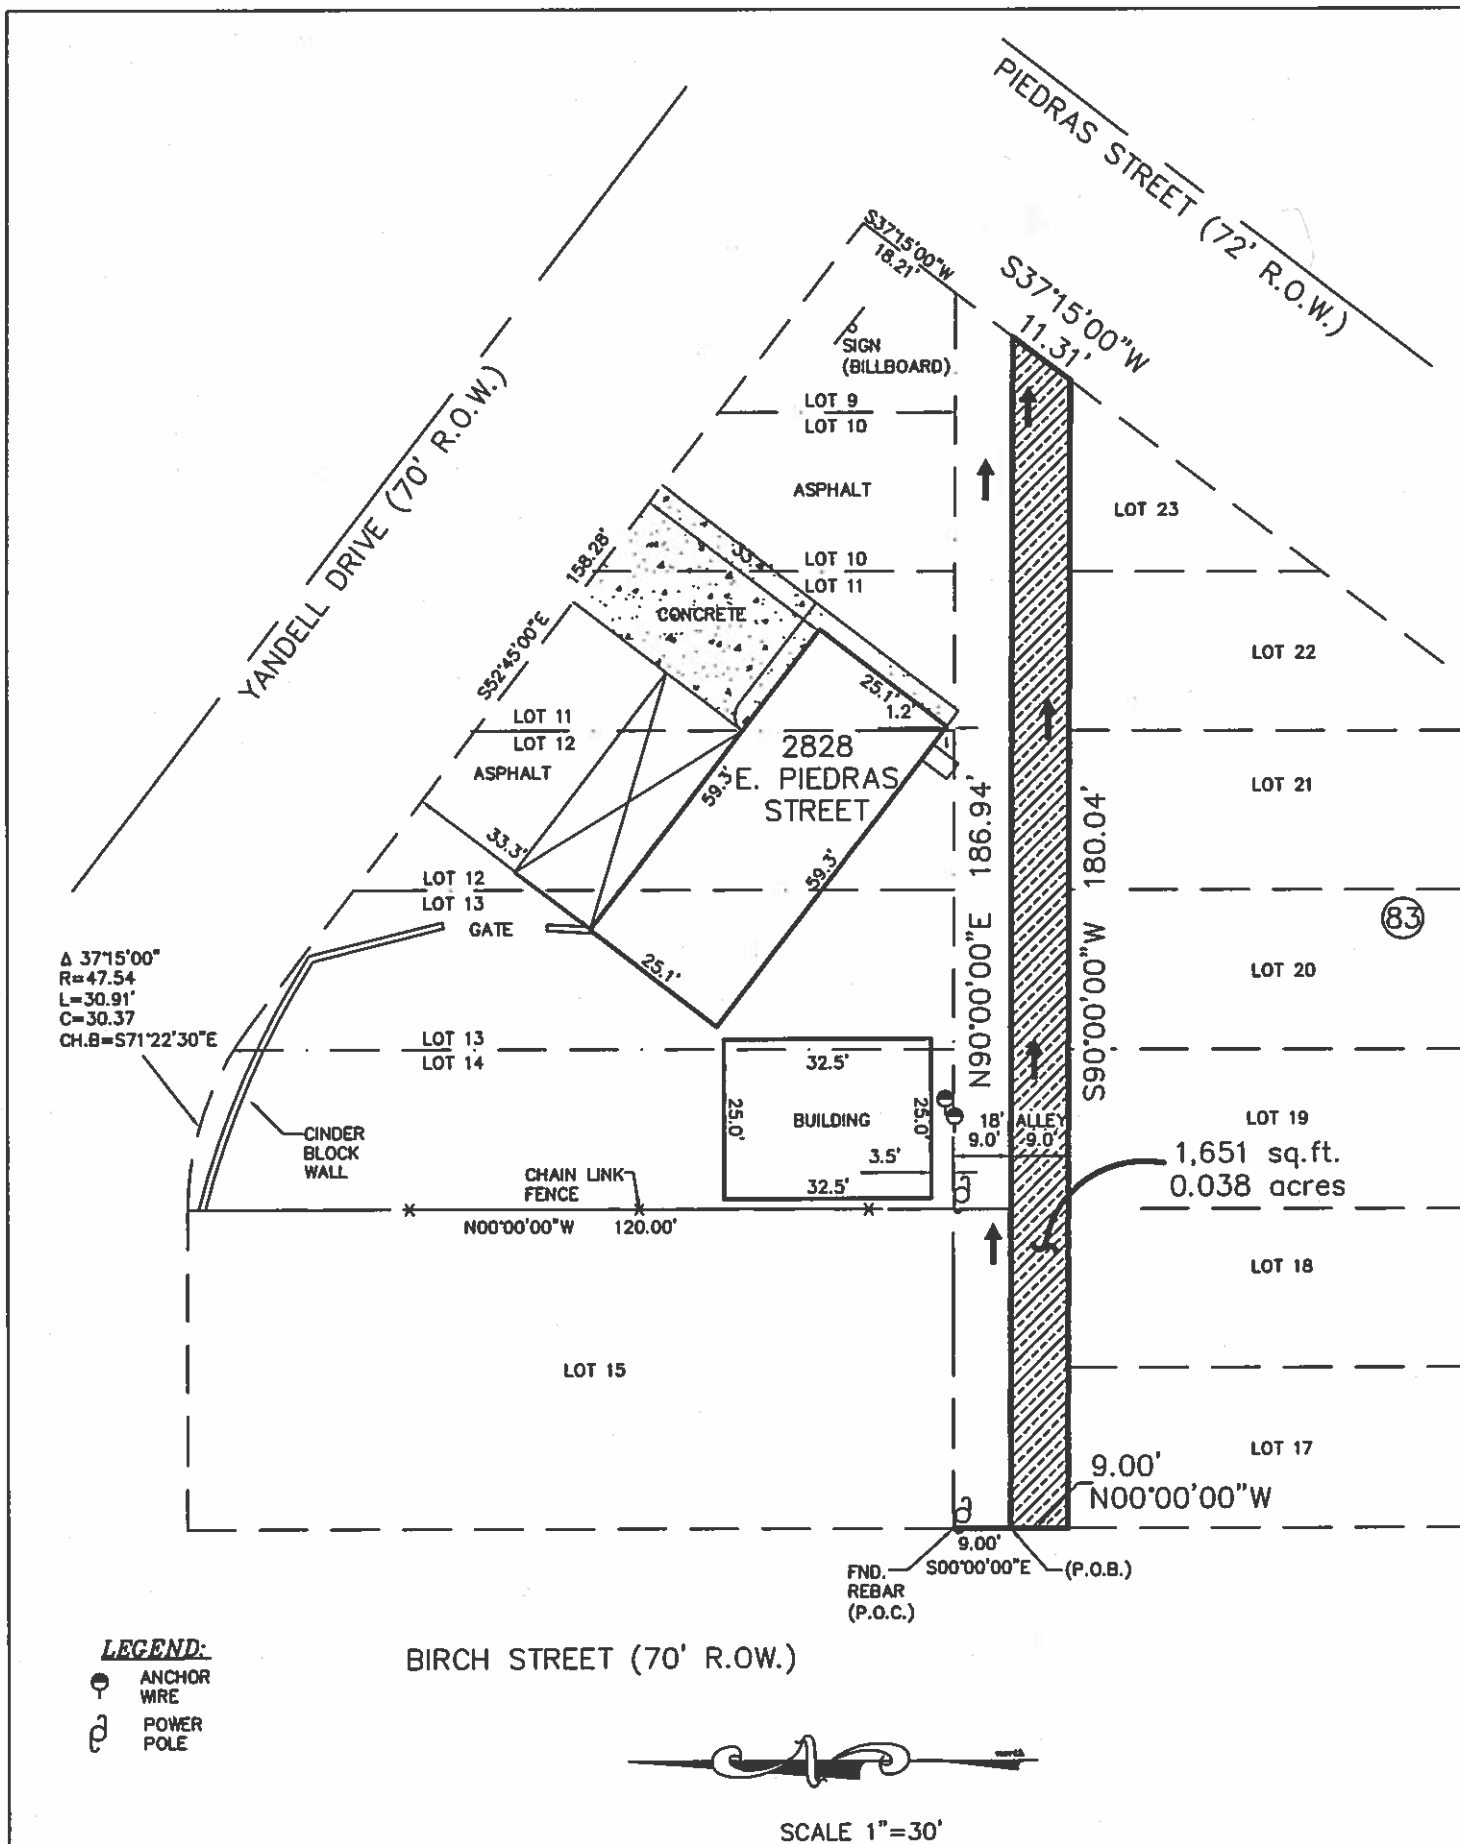 PIEDRAS STREET (72' R.O.W.)
S37°15'00"W
18.21'
S37°15'00"W
11.31'
YANDELL DRIVE (70' R.O.W.)
SIGN
(BILLBOARD)
LOT 9
LOT 10
ASPHALT
LOT 23
LOT 10
LOT 11
33.4'
158.28'
S52°45'00"E
CONCRETE
LOT 22
25.1'
1.2'
LOT 11
LOT 12
ASPHALT
2828
E. PIEDRAS
STREET
59.3'
59.3'
LOT 21
N90°00'00"E 186.94'
S90°00'00"W 180.04'
33.3'
LOT 12
LOT 13
GATE
25.1'
83
LOT 20
Δ 37°15'00"
R=47.54
L=30.91'
C=30.37
CH.B=S71°22'30"E
LOT 13
LOT 14
32.5'
25.0'
BUILDING
25.0'
3.5'
32.5'
18' ALLEY
9.0' 9.0'
LOT 19
1,651 sq.ft.
0.038 acres
CINDER
BLOCK
WALL
CHAIN LINK
FENCE
N00°00'00"W 120.00'
LOT 18
LOT 15
LOT 17
9.00'
N00°00'00"W
9.00'
S00°00'00"E
(P.O.B.)
FND.
REBAR
(P.O.C.)
LEGEND:
ANCHOR
WIRE
POWER
POLE
BIRCH STREET (70' R.OW.)
north
SCALE 1"=30'